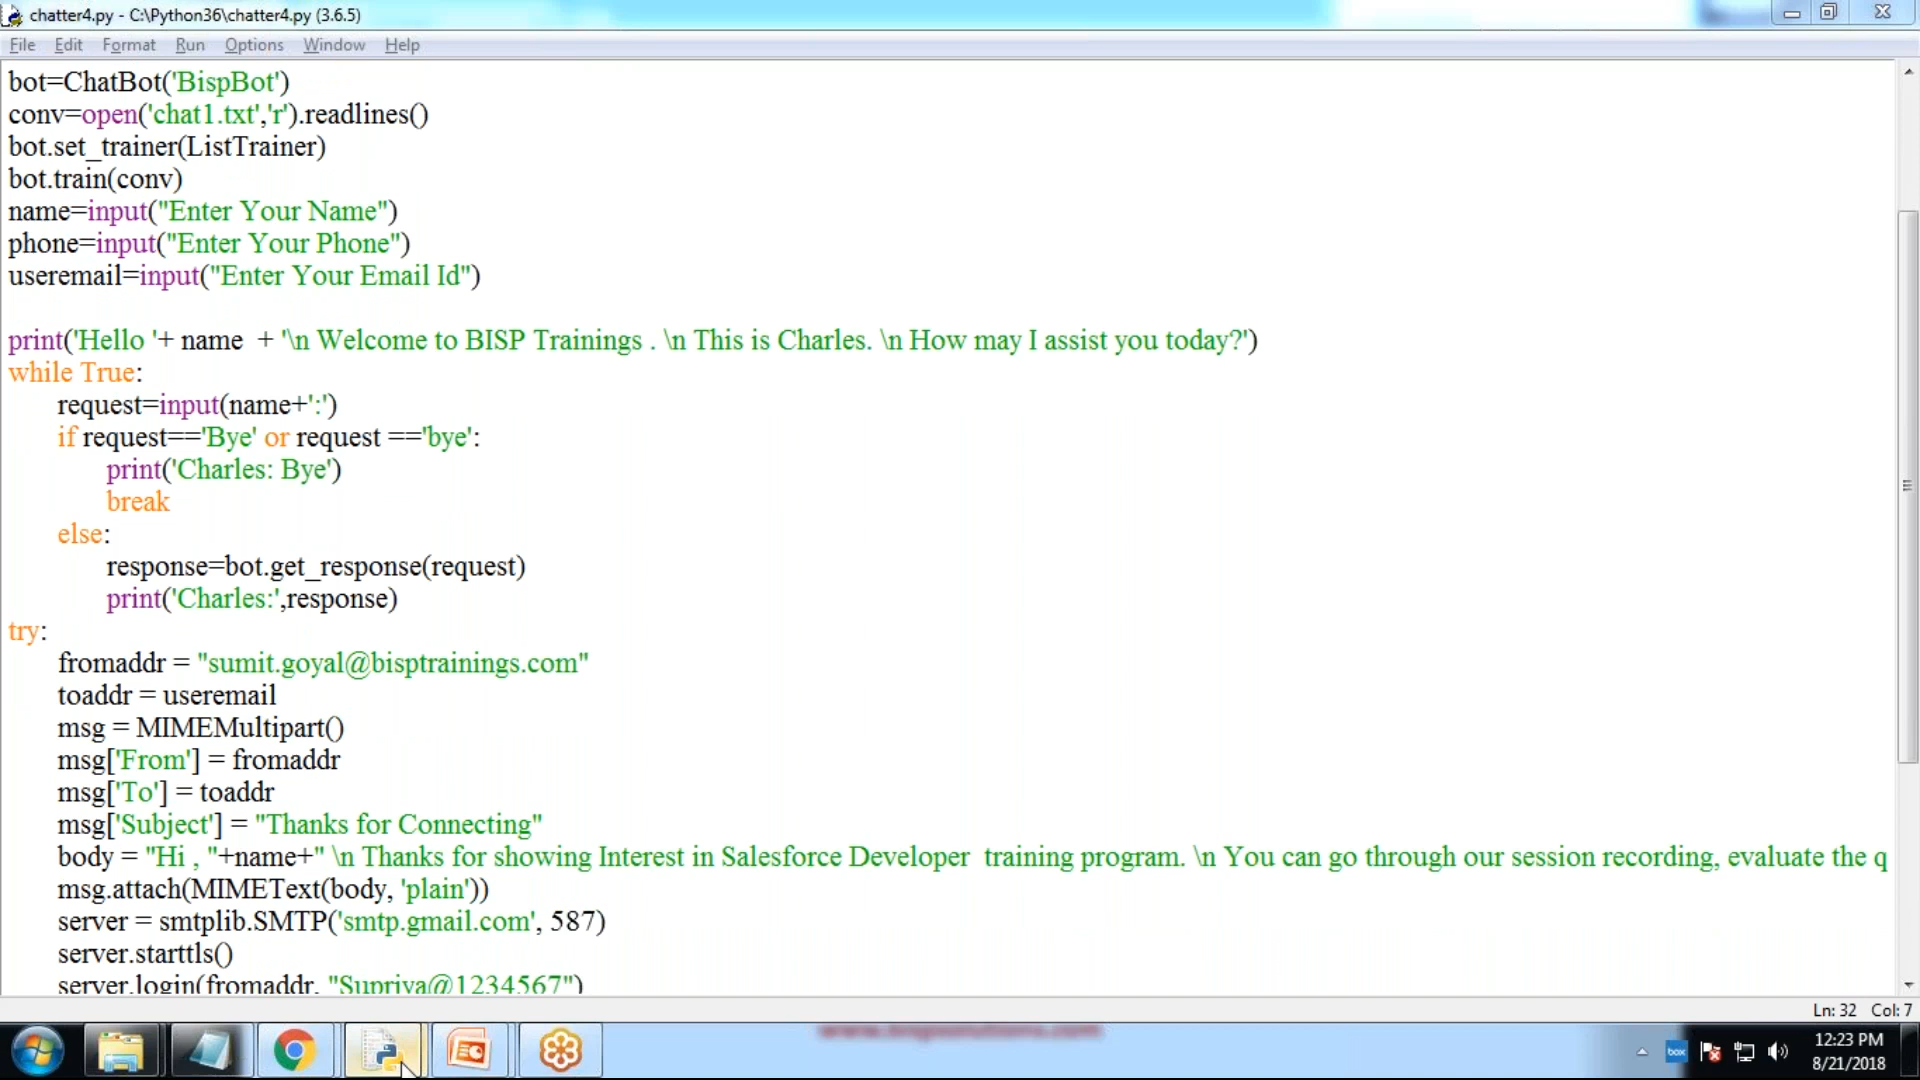 chatter4.py - C:\Python36\chatter4.py (3.6.5)
File Edit Format Run Options Window Help
bot=ChatBot('BispBot')
conv=open('chat1.txt','r').readlines()
bot.set_trainer(ListTrainer)
bot.train(conv)
name=input("Enter Your Name")
phone=input("Enter Your Phone")
useremail=input("Enter Your Email Id")
print('Hello '+ name  + '\n Welcome to BISP Trainings . \n This is Charles. \n How may I assist you today?')
while True:
request=input(name+':')
if request=='Bye' or request =='bye':
print('Charles: Bye')
break
else:
response=bot.get_response(request)
print('Charles:',response)
try:
fromaddr = "sumit.goyal@bisptrainings.com"
toaddr = useremail
msg = MIMEMultipart()
msg['From'] = fromaddr
msg['To'] = toaddr
msg['Subject'] = "Thanks for Connecting"
body = "Hi , "+name+" \n Thanks for showing Interest in Salesforce Developer  training program. \n You can go through our session recording, evaluate the q
msg.attach(MIMEText(body, 'plain'))
server = smtplib.SMTP('smtp.gmail.com', 587)
server.starttls()
server.login(fromaddr, "Supriya@1234567")
Ln: 32 Col: 7
www.bispsolutions.com
box
12:23 PM
8/21/2018